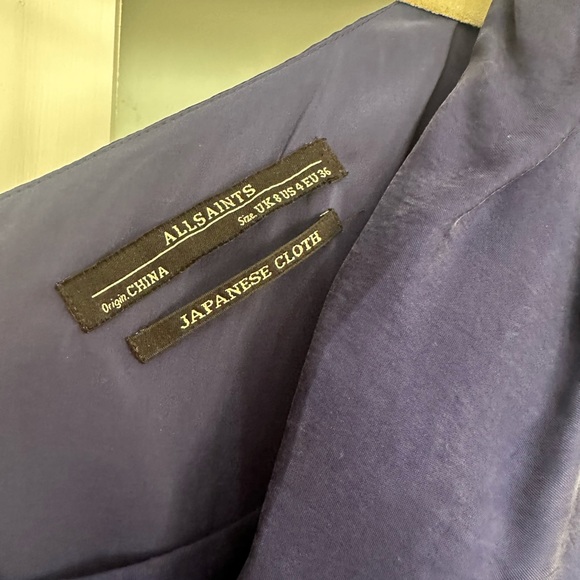 ALLSAINTS
Size. UK 8 US 4 EU 36
Origin. CHINA
JAPANESE CLOTH